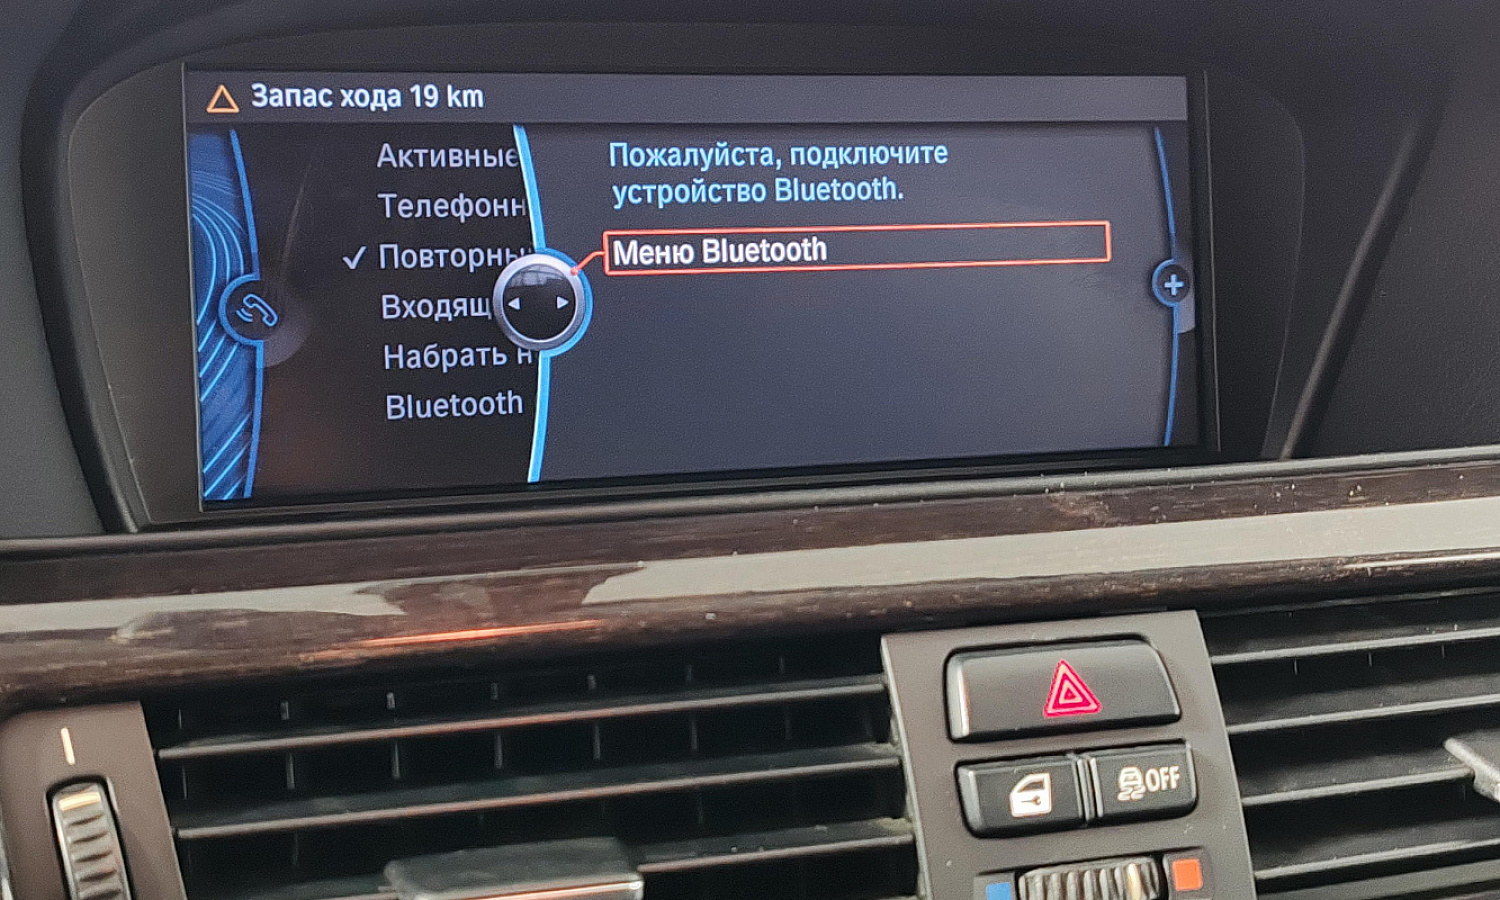 Запас хода 19 km
Активные
Телефонн
Повторны
Входящ
Набрать н
Bluetooth
Пожалуйста, подключите
устройство Bluetooth.
Меню Bluetooth
OFF